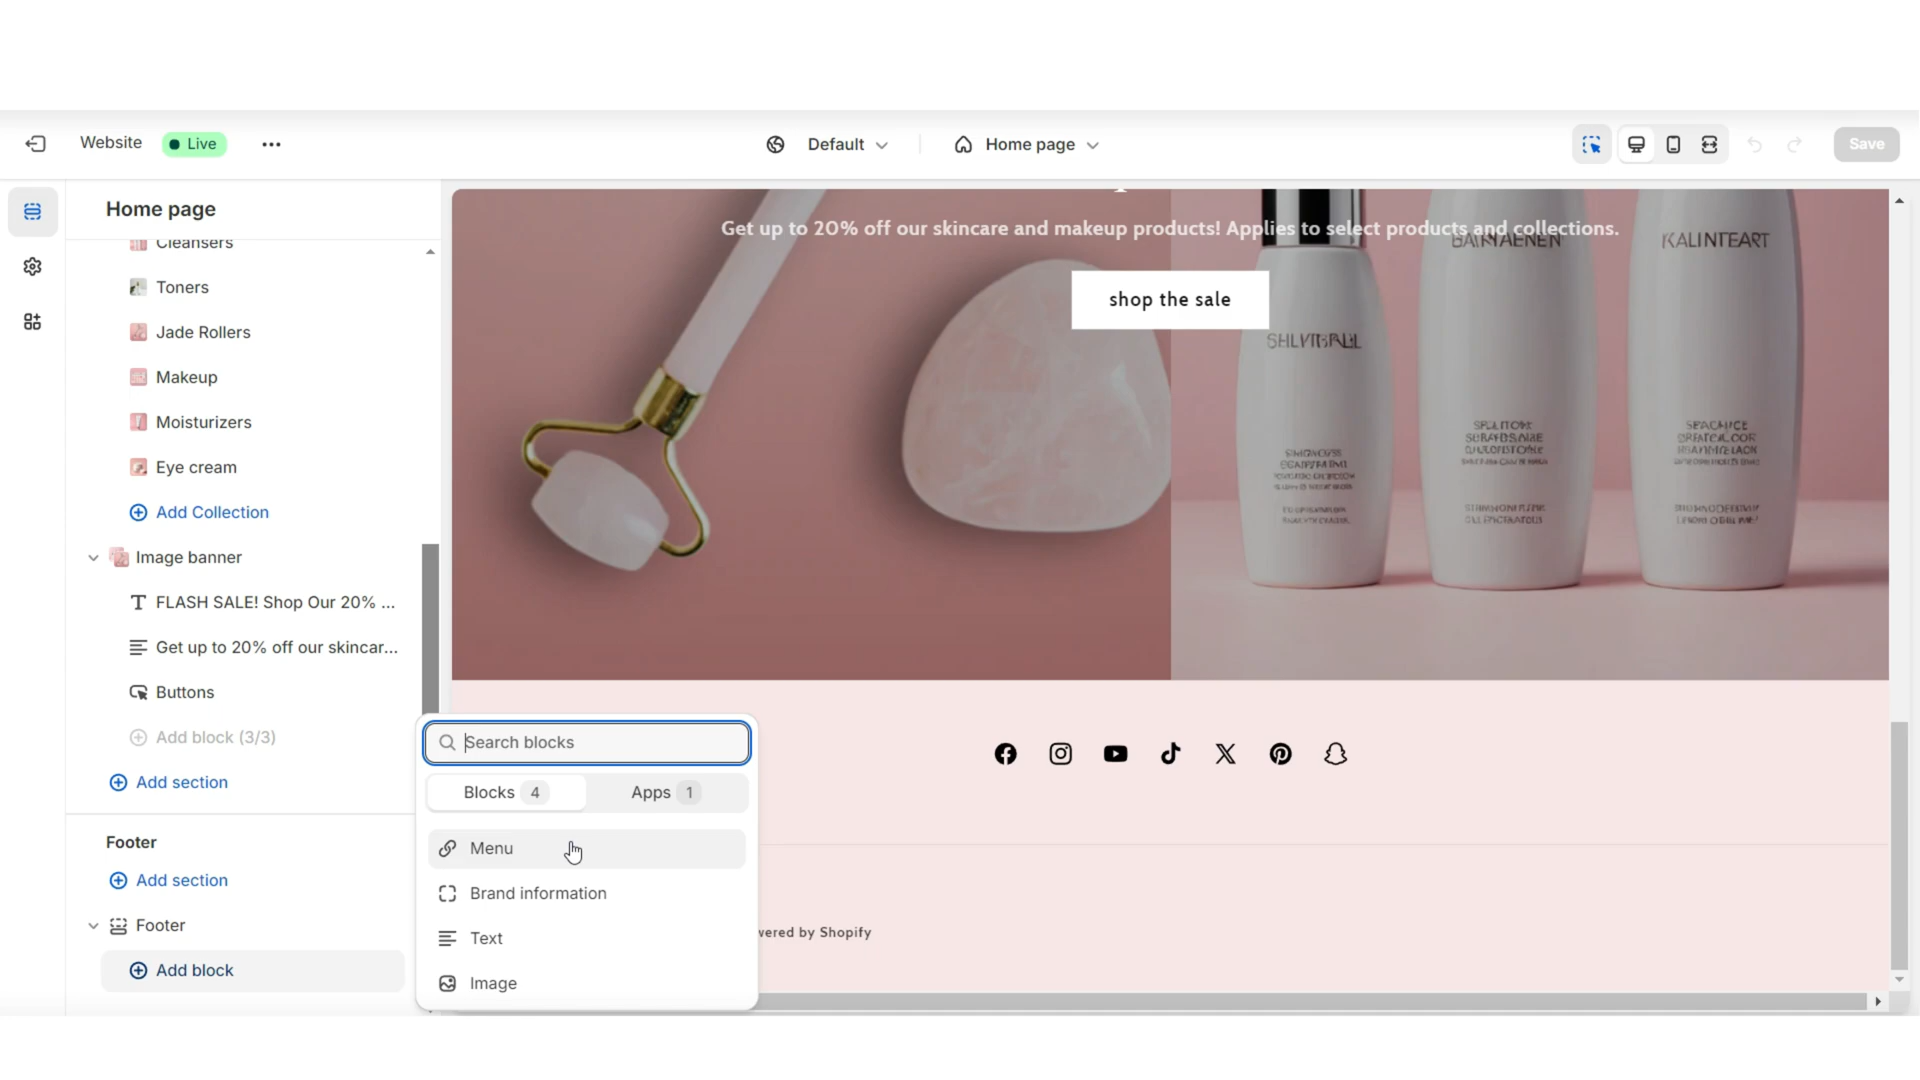 Website
Live
Default
Home page
Save
Home page
Cleansers
Toners
Jade Rollers
Makeup
Moisturizers
Eye cream
Add Collection
Image banner
FLASH SALE! Shop Our 20% ...
Get up to 20% off our skincar...
Buttons
Add block (3/3)
Add section
Footer
Add section
Footer
Add block
Search blocks
Blocks 4
Apps 1
Menu
Brand information
Text
Image
Get up to 20% off our skincare and makeup products! Applies to select products and collections.
shop the sale
KALINTEART
wered by Shopify